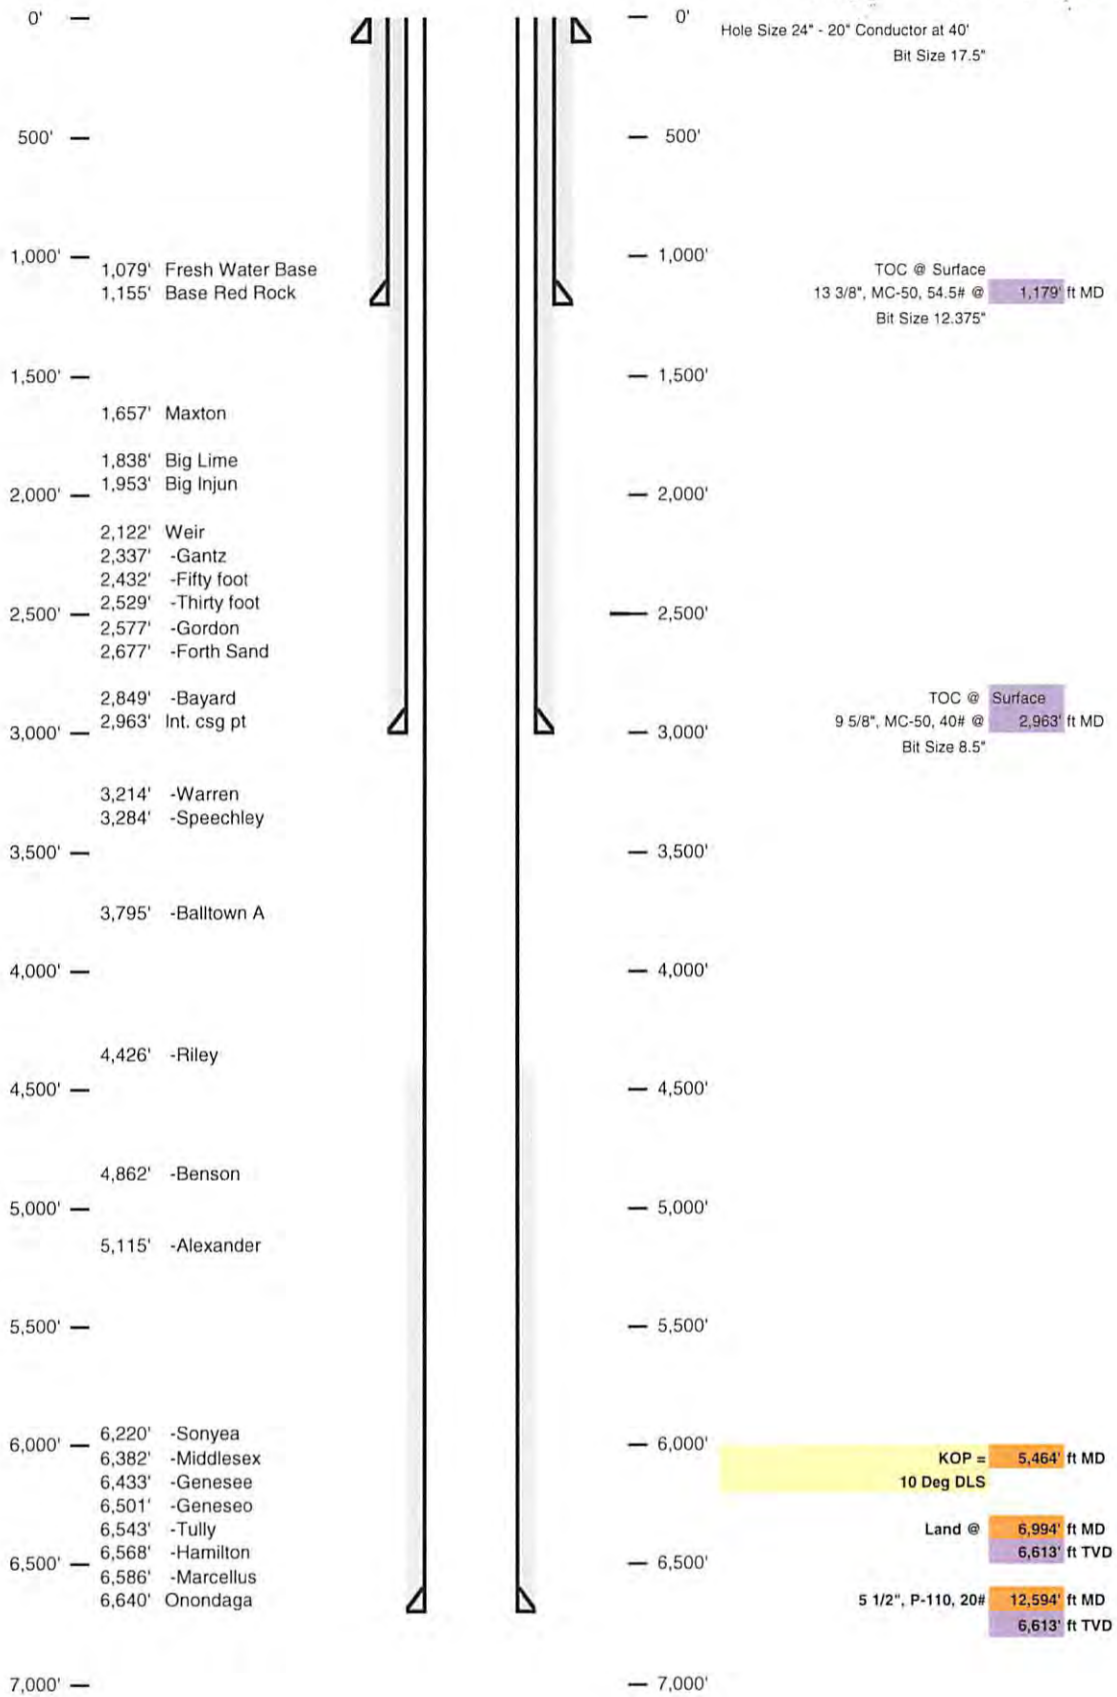 0'
0'
Hole Size 24" - 20" Conductor at 40'
Bit Size 17.5"
500'
500'
1,000'
1,000'
1,079' Fresh Water Base
TOC @ Surface
1,155' Base Red Rock
13 3/8", MC-50, 54.5# @ 1,179' ft MD
Bit Size 12.375"
1,500'
1,500'
1,657' Maxton
1,838' Big Lime
1,953' Big Injun
2,000'
2,000'
2,122' Weir
2,337' -Gantz
2,432' -Fifty foot
2,529' -Thirty foot
2,500'
2,500'
2,577' -Gordon
2,677' -Forth Sand
2,849' -Bayard
TOC @ Surface
2,963' Int. csg pt
9 5/8", MC-50, 40# @ 2,963' ft MD
3,000'
3,000'
Bit Size 8.5"
3,214' -Warren
3,284' -Speechley
3,500'
3,500'
3,795' -Balltown A
4,000'
4,000'
4,426' -Riley
4,500'
4,500'
4,862' -Benson
5,000'
5,000'
5,115' -Alexander
5,500'
5,500'
6,220' -Sonyea
6,000'
6,000'
6,382' -Middlesex
KOP = 5,464' ft MD
6,433' -Genesee
10 Deg DLS
6,501' -Geneseo
6,543' -Tully
Land @ 6,994' ft MD
6,568' -Hamilton
6,613' ft TVD
6,500'
6,500'
6,586' -Marcellus
6,640' Onondaga
5 1/2", P-110, 20# 12,594' ft MD
6,613' ft TVD
7,000'
7,000'